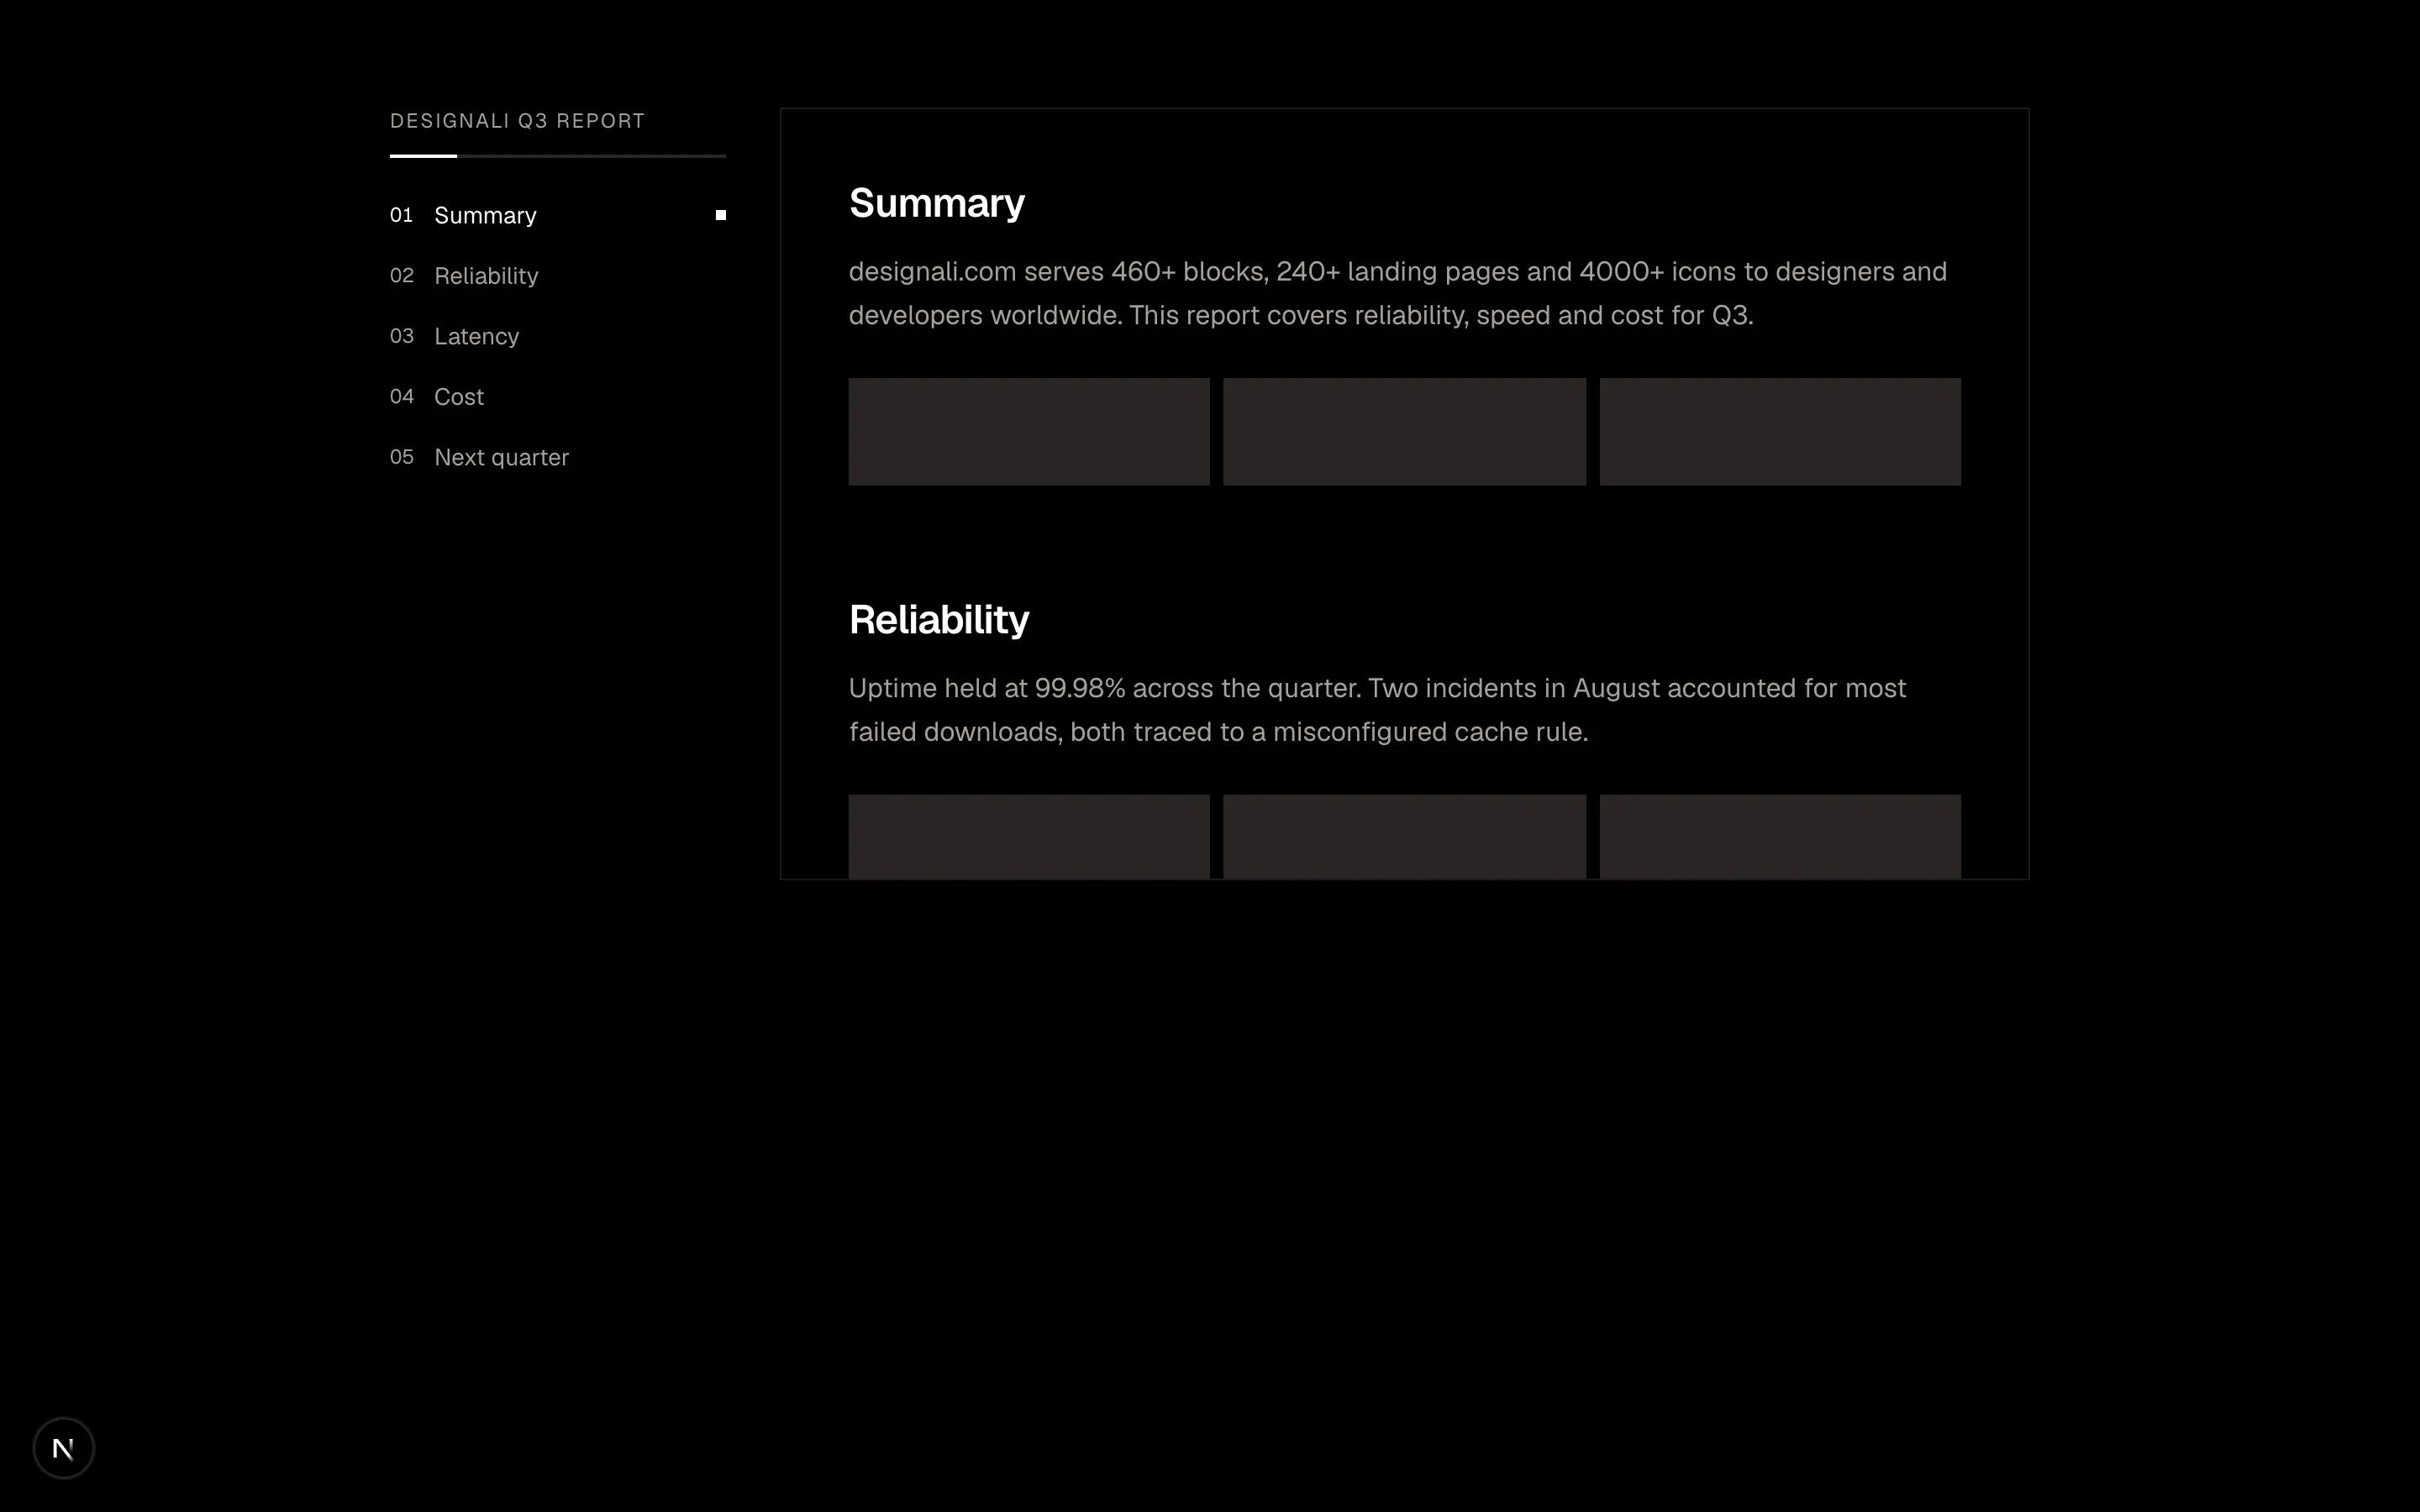 DESIGNALI Q3 REPORT
01 Summary
02 Reliability
03 Latency
04 Cost
05 Next quarter
Summary
designali.com serves 460+ blocks, 240+ landing pages and 4000+ icons to designers and
developers worldwide. This report covers reliability, speed and cost for Q3.
Reliability
Uptime held at 99.98% across the quarter. Two incidents in August accounted for most
failed downloads, both traced to a misconfigured cache rule.
N